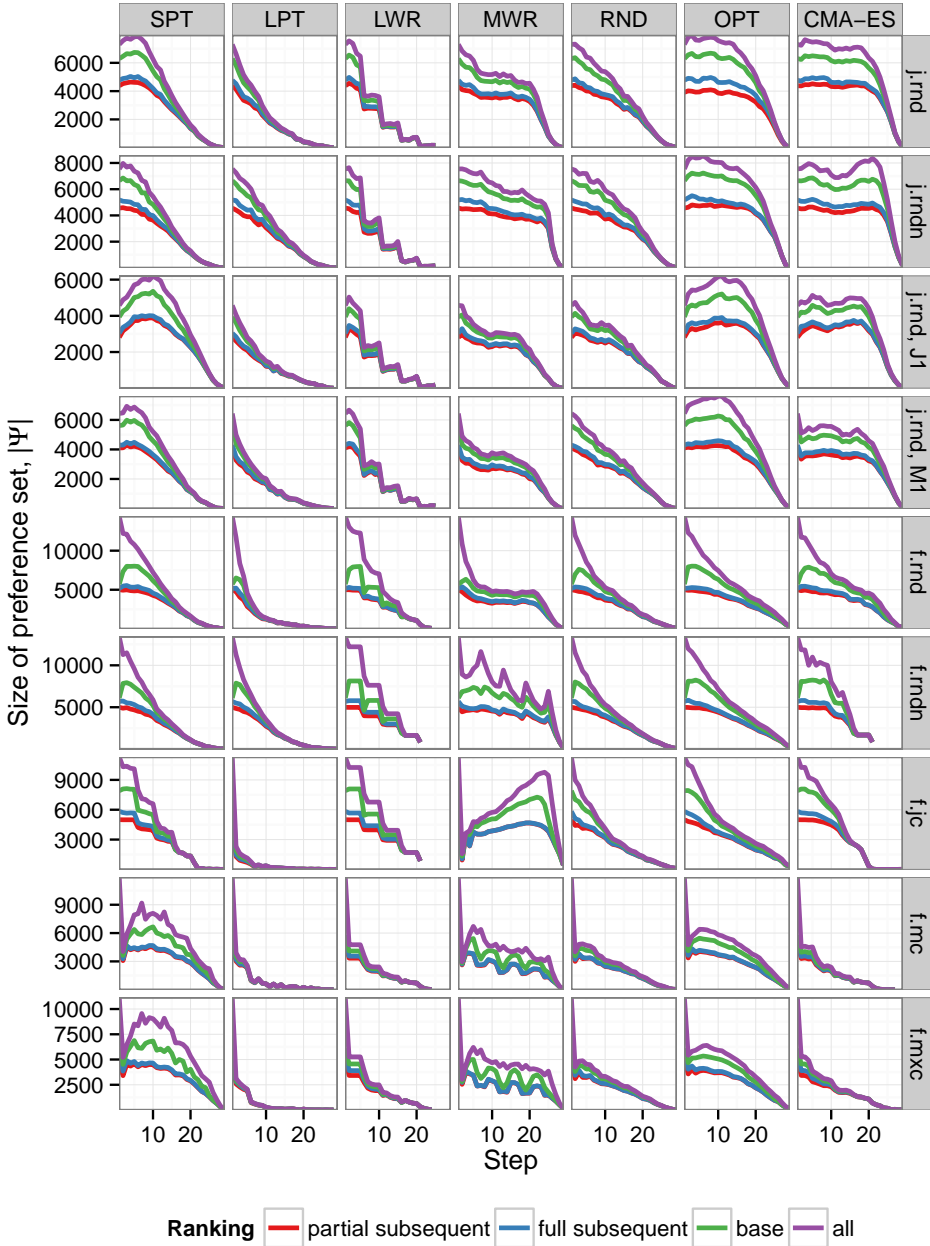 SPT LPT LWR MWR RND OPT CMA−ES
6000
4000
2000
j.rnd
8000
6000
4000
2000
j.rndn
6000
4000
2000
j.rnd, J1
6000
4000
2000
j.rnd, M1
10000
5000
f.rnd
10000
5000
f.rndn
9000
6000
3000
f.jc
9000
6000
3000
f.mc
10000
7500
5000
2500
f.mxc
Size of preference set, |Ψ|
10 20 10 20 10 20 10 20 10 20 10 20 10 20
Step
Ranking partial subsequent full subsequent base all